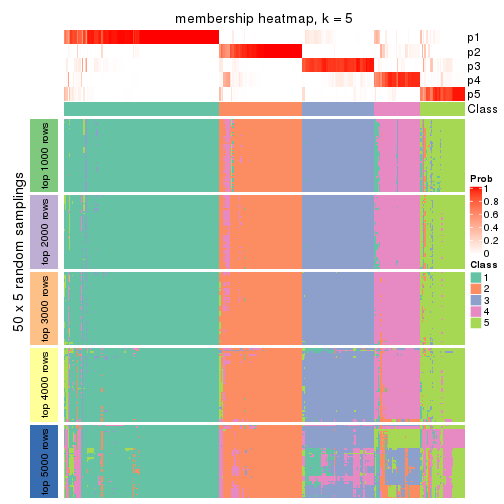 membership heatmap, k = 5
p1
p2
p3
p4
p5
Class
50 x 5 random samplings
top 1000 rows
top 2000 rows
top 3000 rows
top 4000 rows
top 5000 rows
Prob
1
0.8
0.6
0.4
0.2
0
Class
1
2
3
4
5